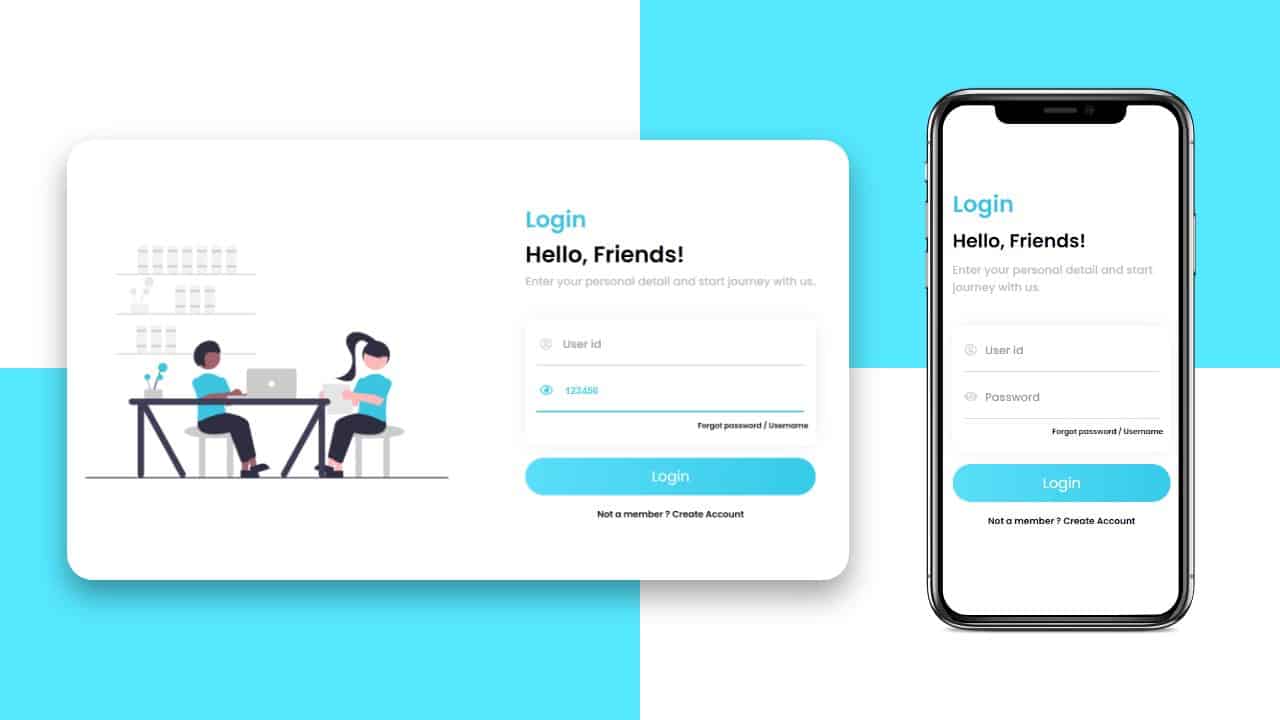 Login
Hello, Friends!
Enter your personal detail and start journey with us.
User id
123456
Forgot password / Username
Login
Not a member ? Create Account
Login
Hello, Friends!
Enter your personal detail and start
journey with us.
User id
Password
Forgot password / Username
Login
Not a member ? Create Account